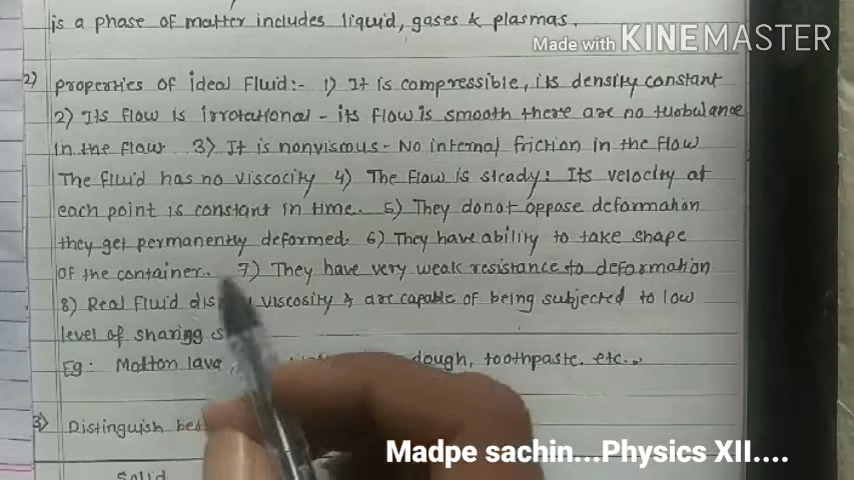 is a phase of matter includes liquid, gases & plasmas.
Made with KINEMASTER
2) properties of ideal Fluid:- 1) It is compressible, its density constant
2) Its flow is irrotational - its flow is smooth there are no tuobulance
in the flow. 3) It is nonviscous - No internal friction in the flow
The fluid has no viscocity 4) The flow is steady: Its velocity at
each point is constant in time. 5) They donot oppose deformation
they get permanently deformed. 6) They have ability to take shape
of the container. 7) They have very weak resistance to deformation
8) Real Fluid viscosity & are capable of being subjected to low
level of sharing
Eg: Motton lava dough, toothpaste. etc..
3) Distinguish
Solid
Madpe sachin...Physics XII....